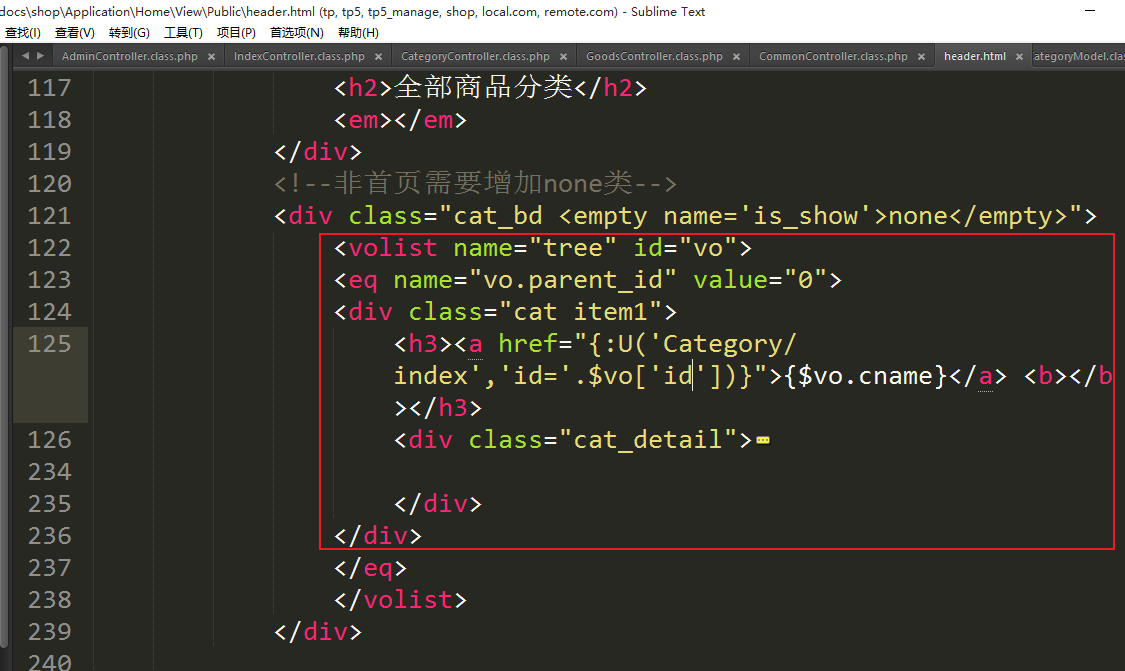 docs\shop\Application\Home\View\Public\header.html (tp, tp5, tp5_manage, shop, local.com, remote.com) - Sublime Text
查找(I) 查看(V) 转到(G) 工具(T) 项目(P) 首选项(N) 帮助(H)
AdminController.class.php × IndexController.class.php × CategoryController.class.php × GoodsController.class.php × CommonController.class.php × header.html × ategoryModel.clas
117 <h2>全部商品分类</h2>
118 <em></em>
119 </div>
120 <!--非首页需要增加none类-->
121 <div class="cat_bd <empty name='is_show'>none</empty>">
122 <volist name="tree" id="vo">
123 <eq name="vo.parent_id" value="0">
124 <div class="cat item1">
125 <h3><a href="{:U('Category/
index','id='.$vo['id'])}">{$vo.cname}</a> <b></b
></h3>
126 <div class="cat_detail">
234
235 </div>
236 </div>
237 </eq>
238 </volist>
239 </div>
240